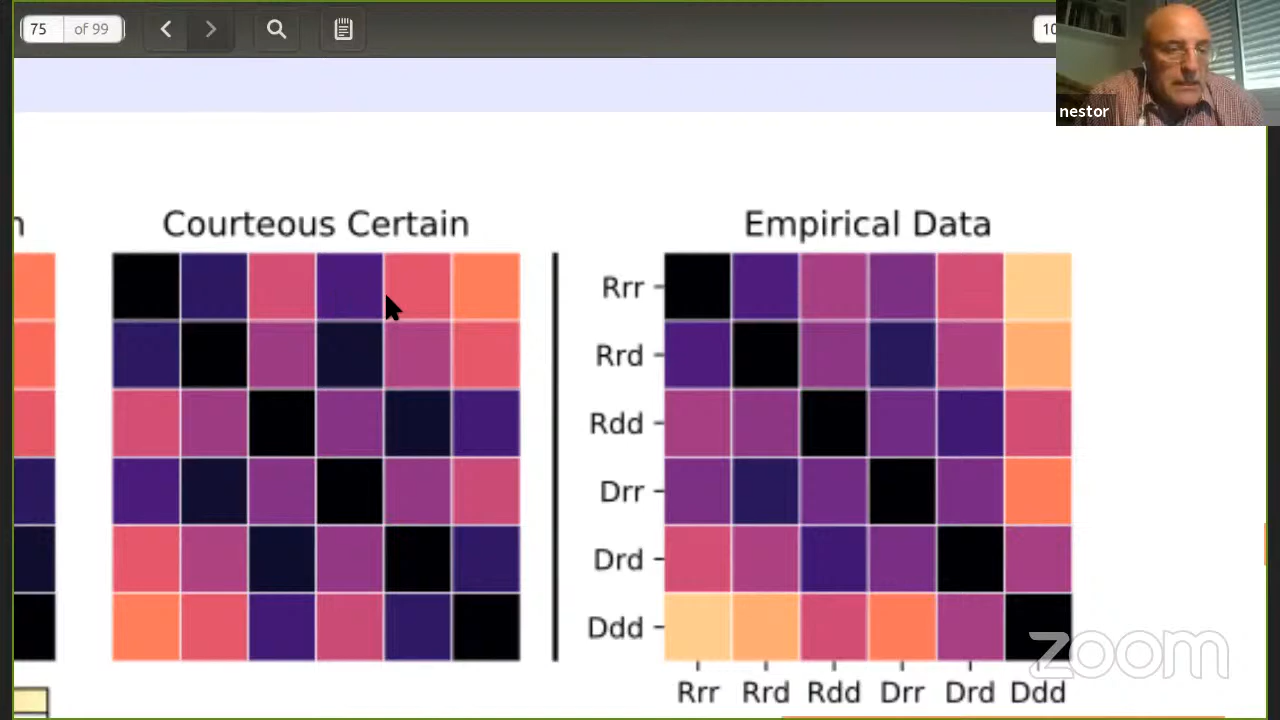 75 of 99
10
nestor
n
Courteous Certain
Empirical Data
Rrr
Rrd
Rdd
Drr
Drd
Ddd
Rrr Rrd Rdd Drr Drd Ddd
zoom